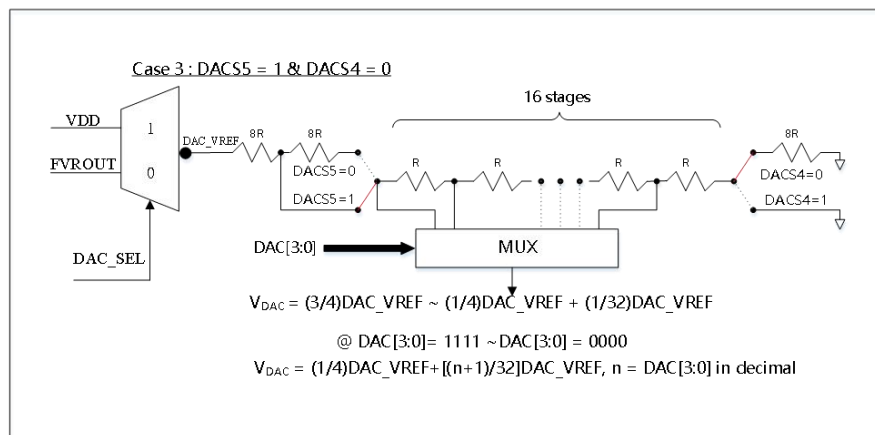 Case 3 : DACS5 = 1 & DACS4 = 0
16 stages
VDD
1
DAC_VREF
8R
8R
8R
FVROUT
0
DACS5=0
R
R
R
R
DACS4=0
DACS5=1
DACS4=1
DAC[3:0]
MUX
DAC_SEL
VDAC = (3/4)DAC_VREF ~ (1/4)DAC_VREF + (1/32)DAC_VREF
@ DAC[3:0]= 1111 ~DAC[3:0] = 0000
VDAC = (1/4)DAC_VREF+[(n+1)/32]DAC_VREF, n = DAC[3:0] in decimal